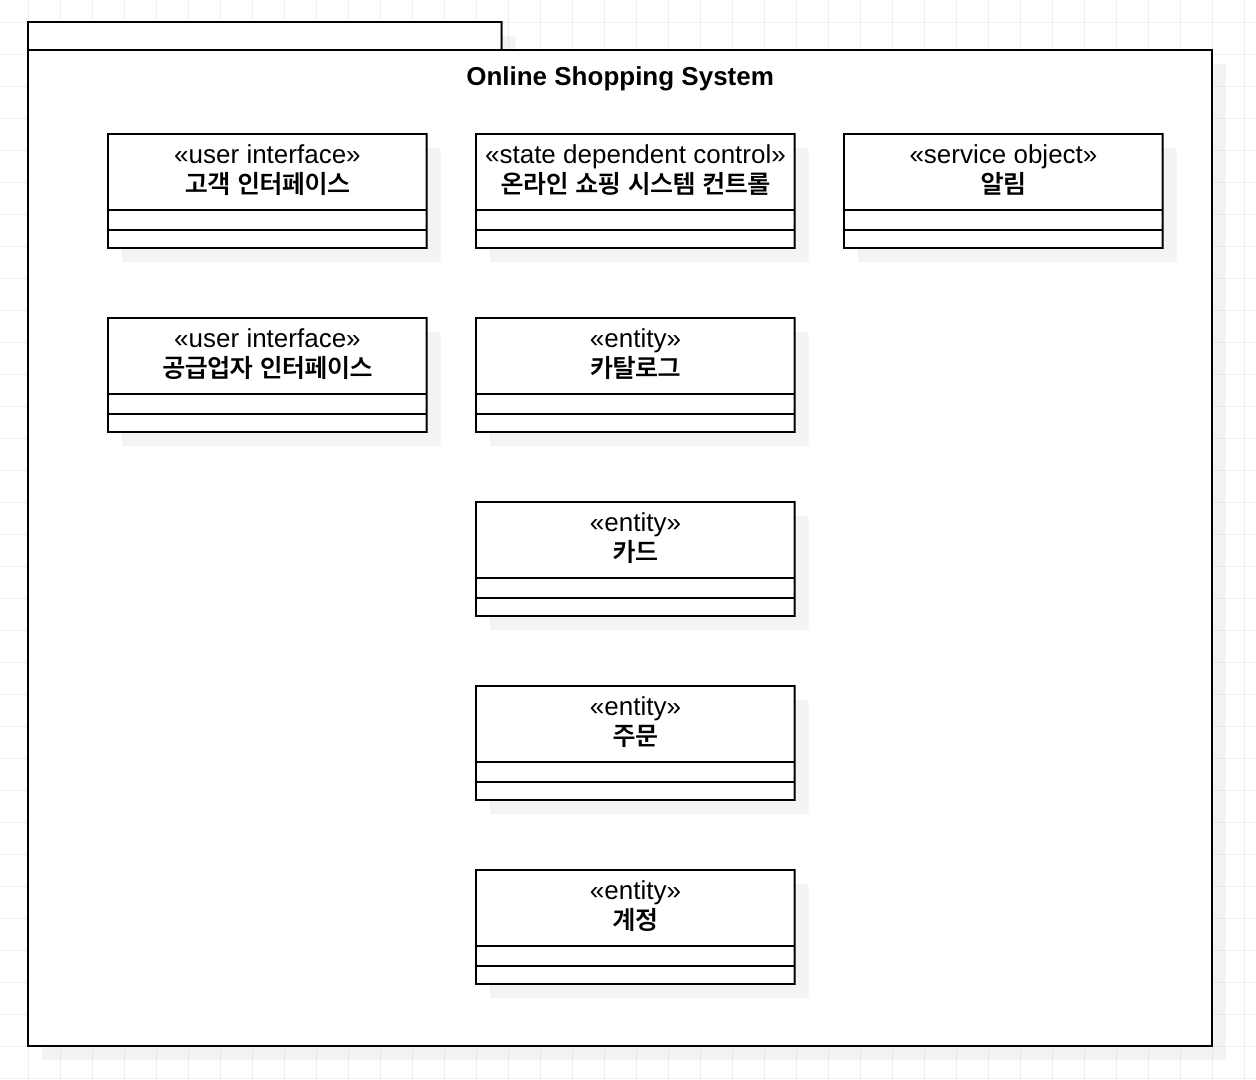 Online Shopping System
«user interface»
고객 인터페이스
«state dependent control»
온라인 쇼핑 시스템 컨트롤
«service object»
알림
«user interface»
공급업자 인터페이스
«entity»
카탈로그
«entity»
카드
«entity»
주문
«entity»
계정